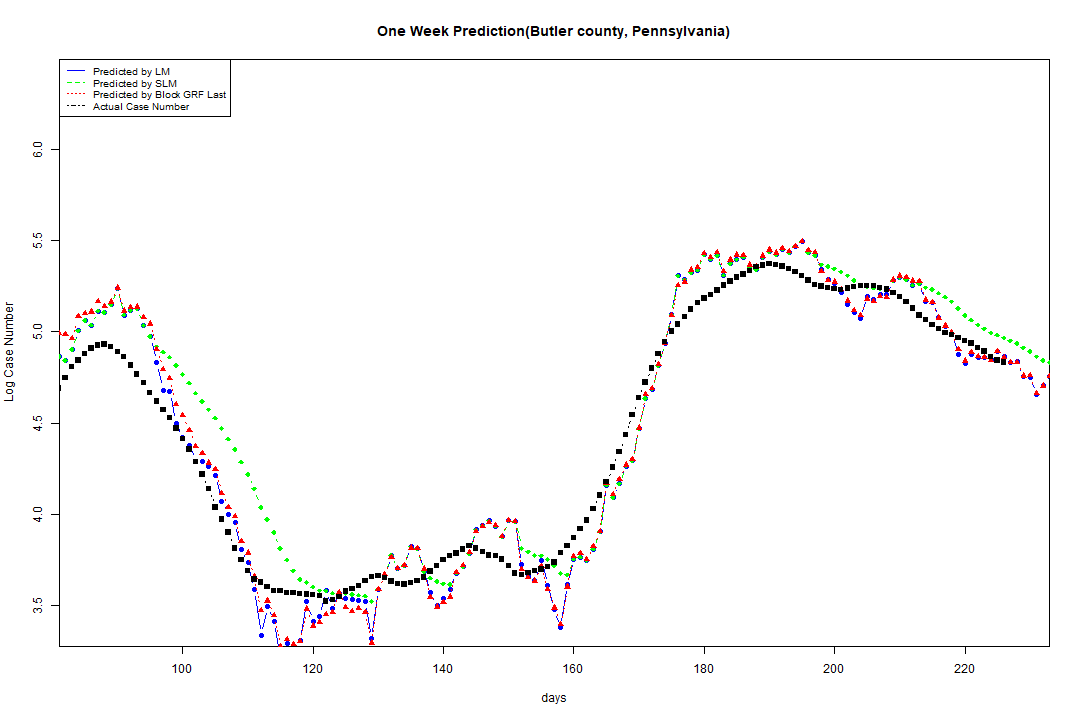 One Week Prediction(Butler county, Pennsylvania)
Predicted by LM
Predicted by SLM
Predicted by Block GRF Last
Actual Case Number
Log Case Number
6.0
5.5
5.0
4.5
4.0
3.5
100 120 140 160 180 200 220
days